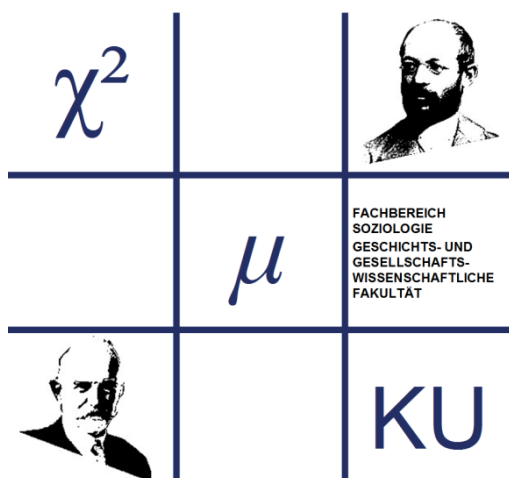 χ²
μ
FACHBEREICH
SOZIOLOGIE
GESCHICHTS- UND
GESELLSCHAFTS-
WISSENSCHAFTLICHE
FAKULTÄT
KU